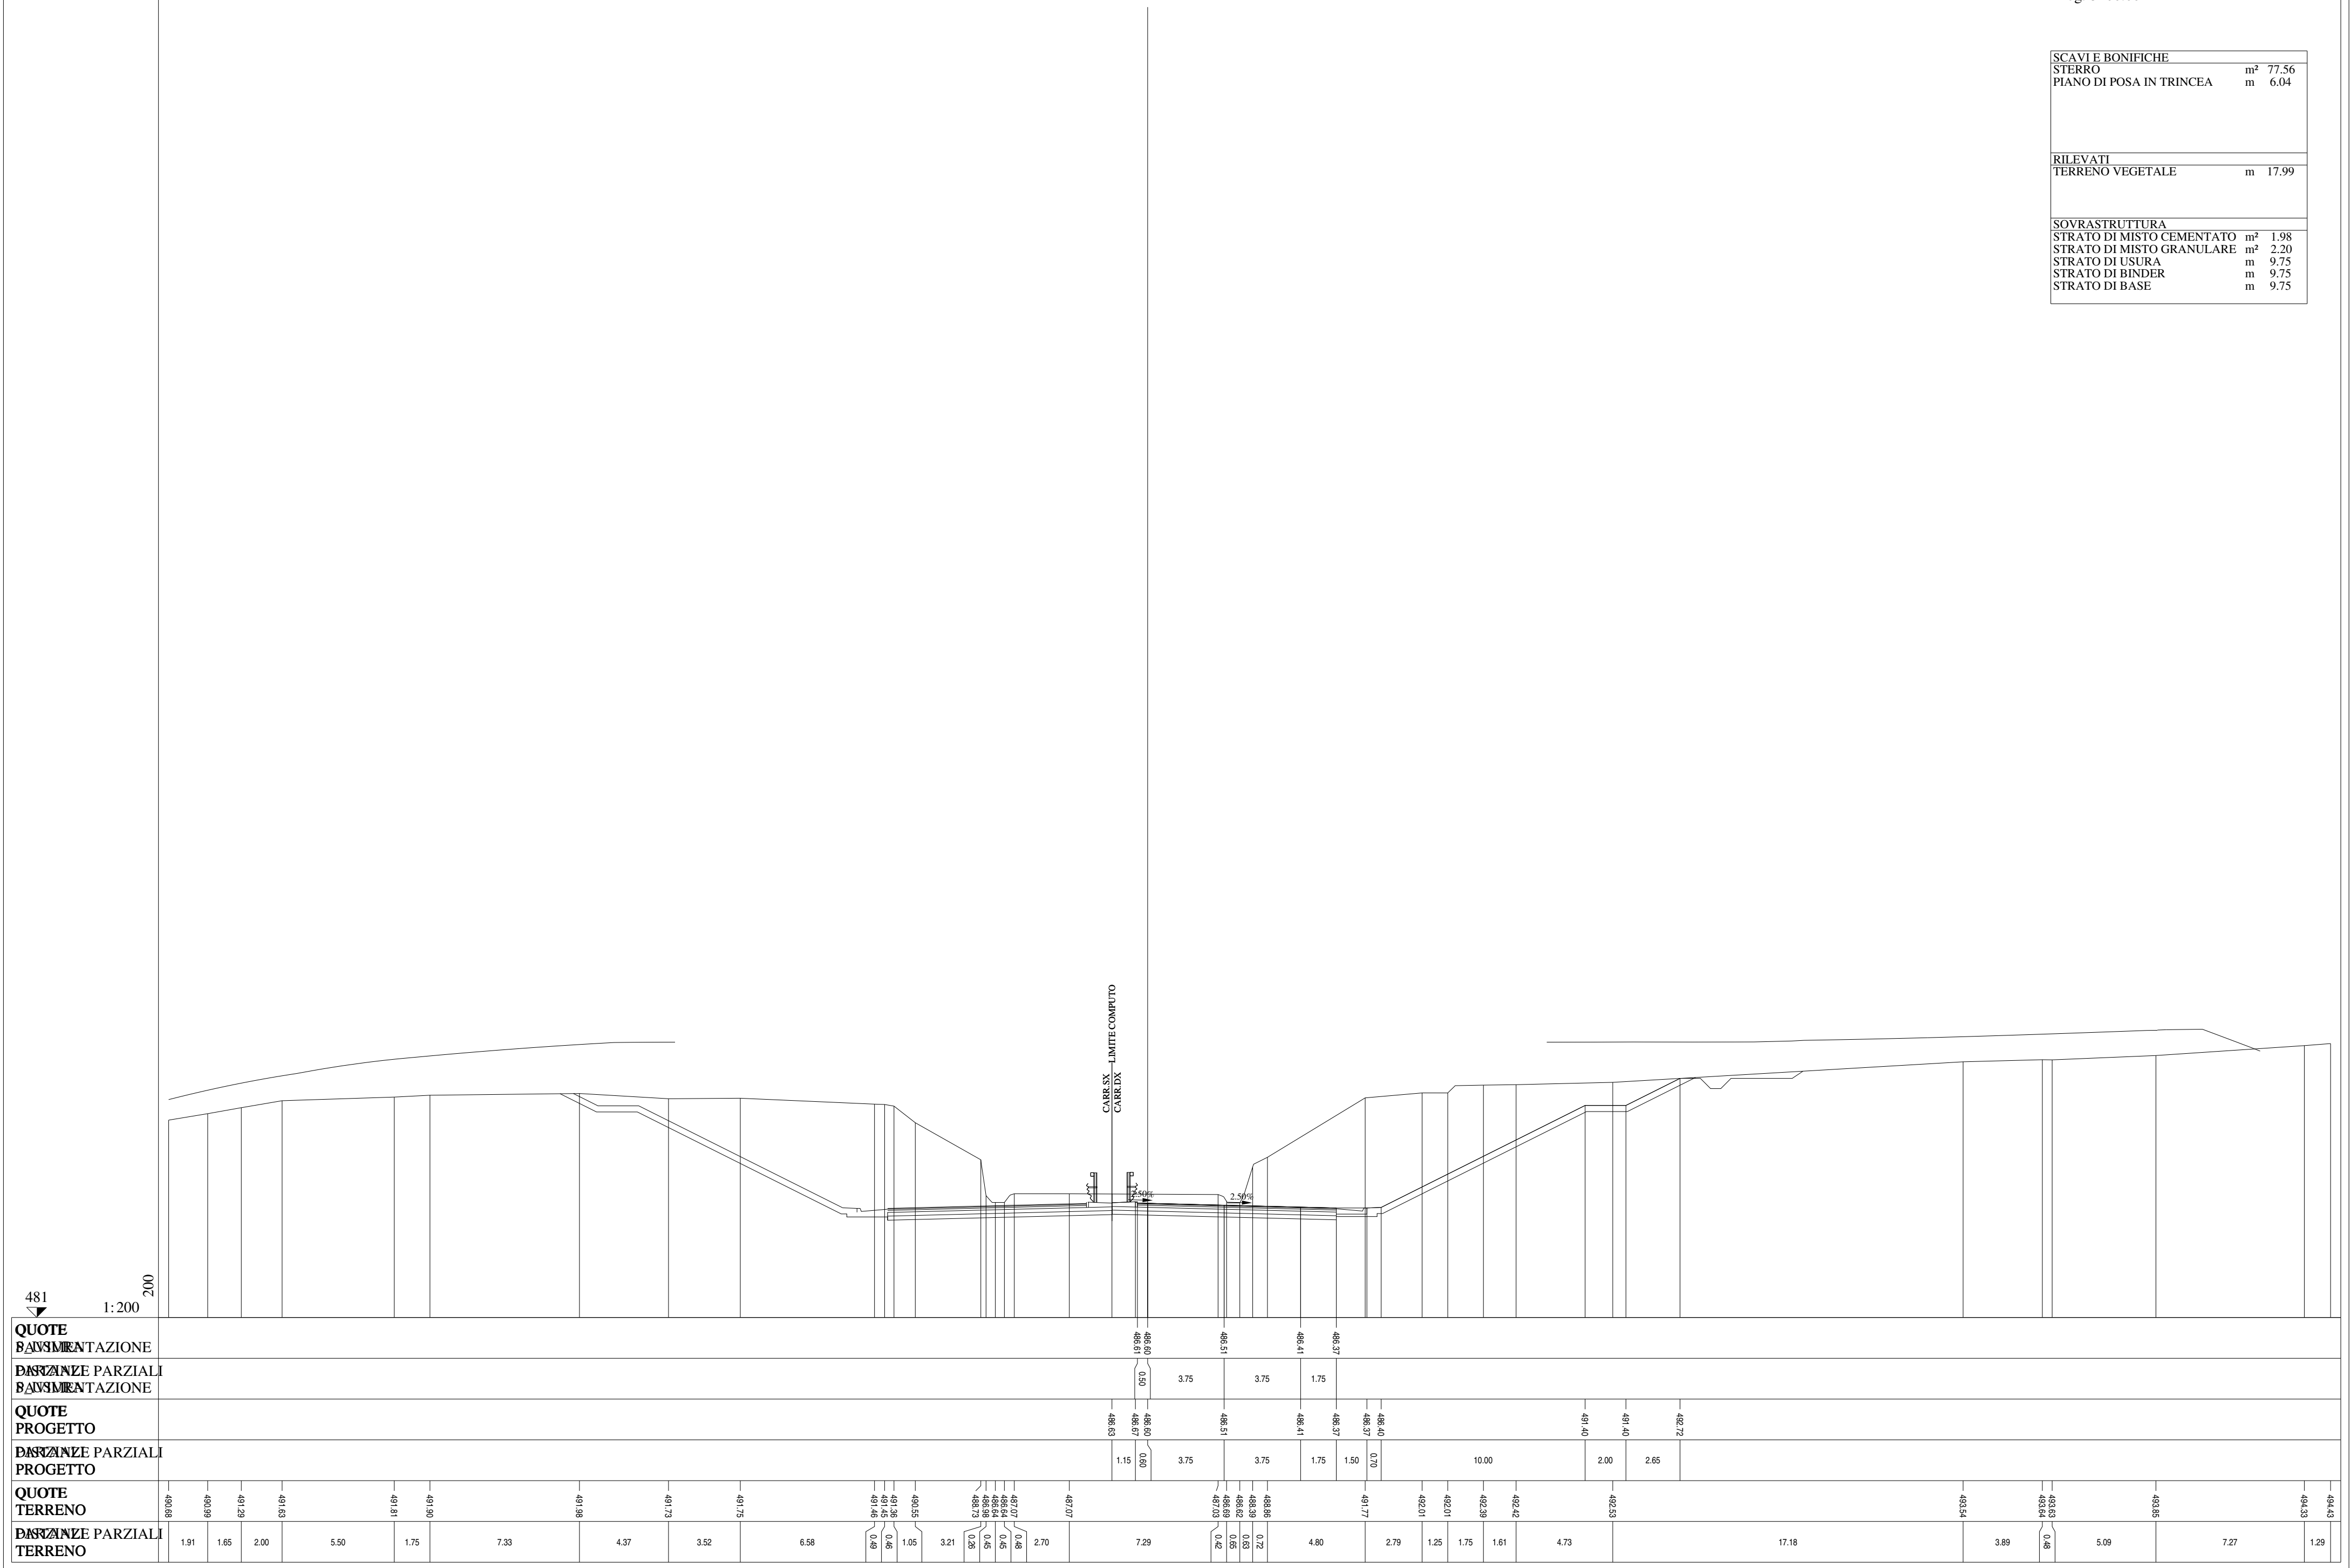 SCAVI E BONIFICHE
STERRO m² 77.56
PIANO DI POSA IN TRINCEA m 6.04
RILEVATI
TERRENO VEGETALE m 17.99
SOVRASTRUTTURA
STRATO DI MISTO CEMENTATO m² 1.98
STRATO DI MISTO GRANULARE m² 2.20
STRATO DI USURA m 9.75
STRATO DI BINDER m 9.75
STRATO DI BASE m 9.75
LIMITE COMPUTO
CARR.SX
CARR.DX
2.50% 2.50%
200
481
1:200
QUOTE
PAVIMENTAZIONE
486.61 486.60 486.51 486.41 486.37
PARZIALI
PAVIMENTAZIONE
0.50 3.75 3.75 1.75
QUOTE
PROGETTO
486.63 486.67 486.60 486.51 486.41 486.37 486.37 486.40 491.40 491.40 492.72
PARZIALI
PROGETTO
1.15 0.60 3.75 3.75 1.75 1.50 0.70 10.00 2.00 2.65
QUOTE
TERRENO
490.68 490.99 491.29 491.63 491.81 491.90 491.98 491.73 491.75 491.46 491.45 491.36 490.55 488.73 486.98 486.64 486.64 487.07 487.07 487.03 486.69 486.62 488.39 488.86 491.77 492.01 492.01 492.39 492.42 492.53 493.54 493.64 493.63 493.85 494.33 494.43
PARZIALI
TERRENO
1.91 1.65 2.00 5.50 1.75 7.33 4.37 3.52 6.58 0.49 0.46 1.05 3.21 0.26 0.45 0.45 0.48 2.70 7.29 0.42 0.65 0.63 0.72 4.80 2.79 1.25 1.75 1.61 4.73 17.18 3.89 0.48 5.09 7.27 1.29